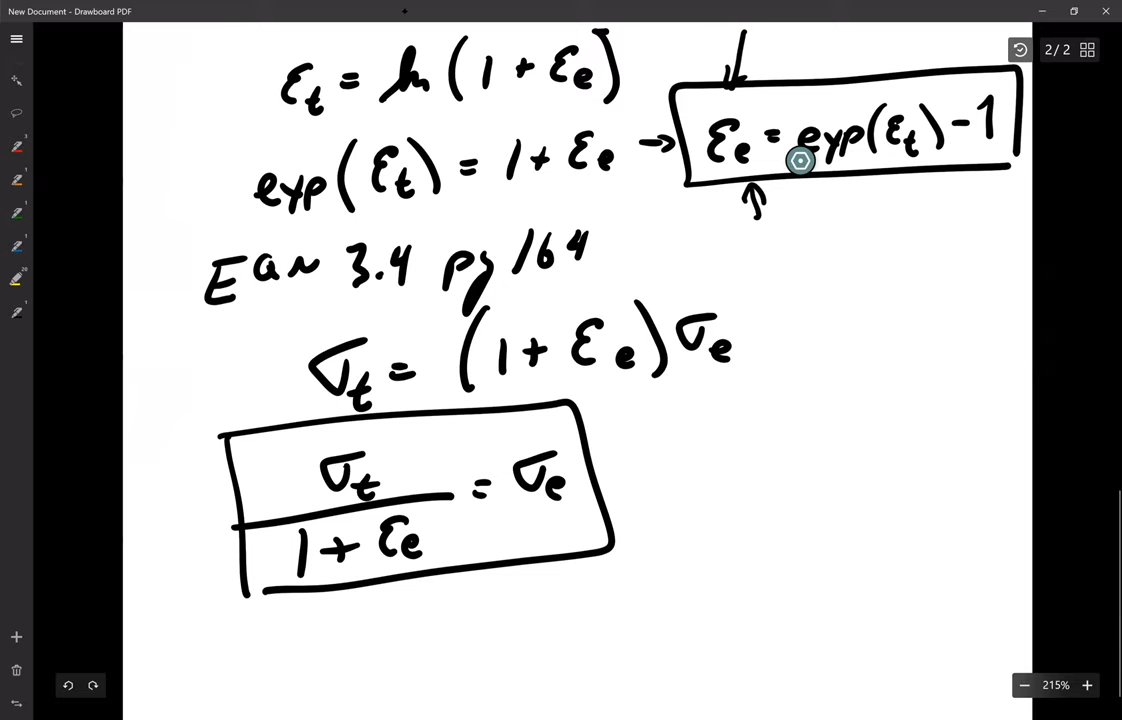 New Document - Drawboard PDF
2/2
εt = ln(1 + εe)
exp(εt) = 1 + εe → εe = exp(εt) - 1
Eqn 3.4 pg 164
σt = (1 + εe)σe
σt / 1 + εe = σe
215%